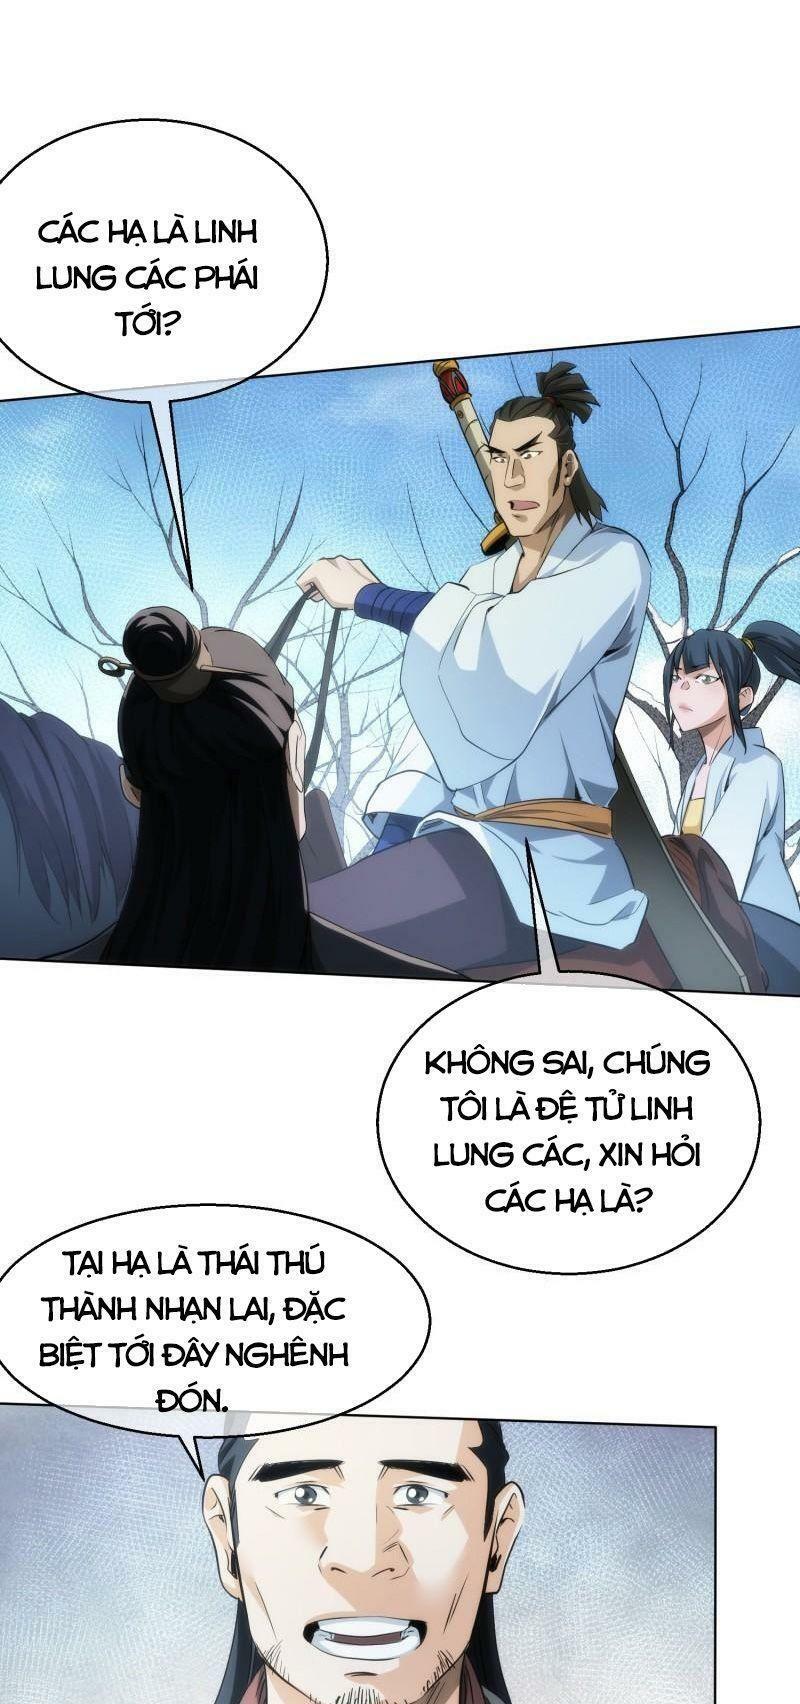 CÁC HẠ LÀ LINH
LUNG CÁC PHÁI
TỚI?
KHÔNG SAI, CHÚNG
TÔI LÀ ĐỆ TỬ LINH
LUNG CÁC, XIN HỎI
CÁC HẠ LÀ?
TẠI HẠ LÀ THÁI THÚ
THÀNH NHẠN LAI, ĐẶC
BIỆT TỚI ĐÂY NGHÊNH
ĐÓN.